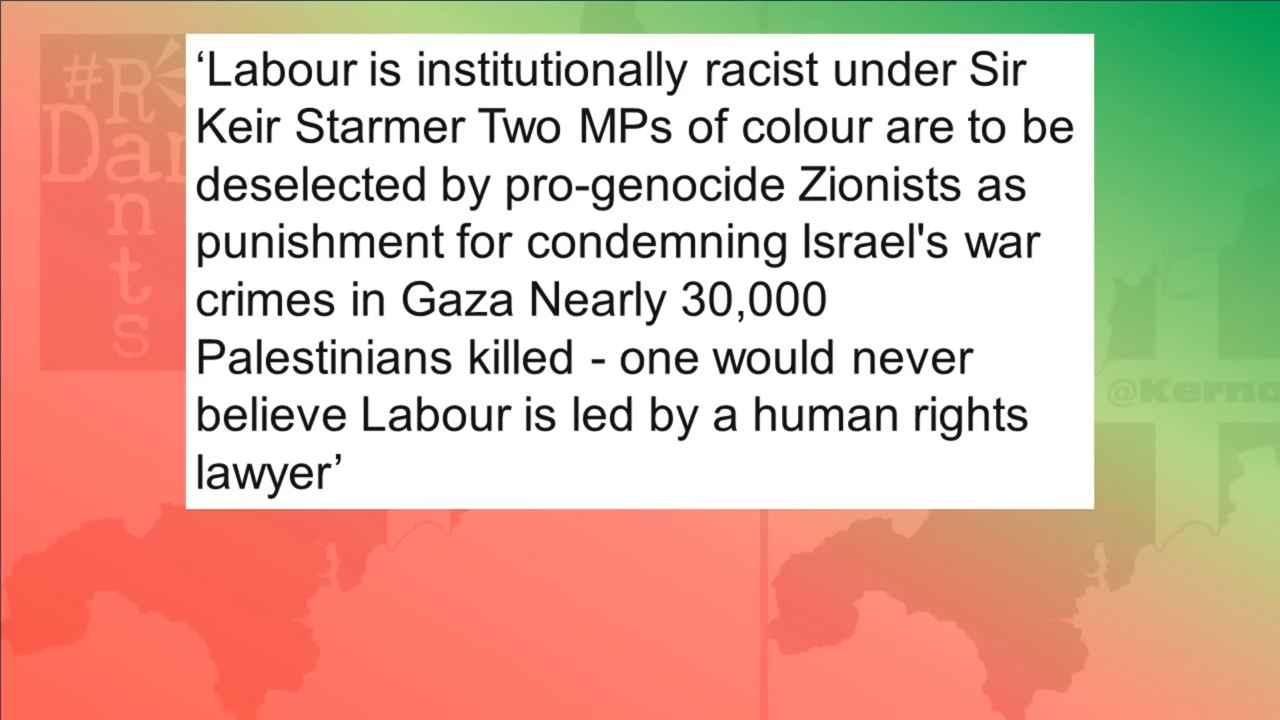 #R
Dar
n
t
s
‘Labour is institutionally racist under Sir
Keir Starmer Two MPs of colour are to be
deselected by pro-genocide Zionists as
punishment for condemning Israel's war
crimes in Gaza Nearly 30,000
Palestinians killed - one would never
believe Labour is led by a human rights
lawyer’
@Kerno